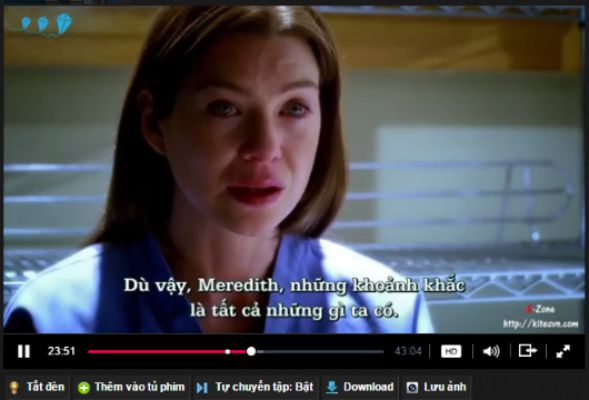 Dù vậy, Meredith, những khoảnh khắc
là tất cả những gì ta có.
K-Zone
http://kitesvn.com
23:51
43:04
HD
Tắt đèn
Thêm vào tủ phim
Tự chuyển tập: Bật
Download
Lưu ảnh